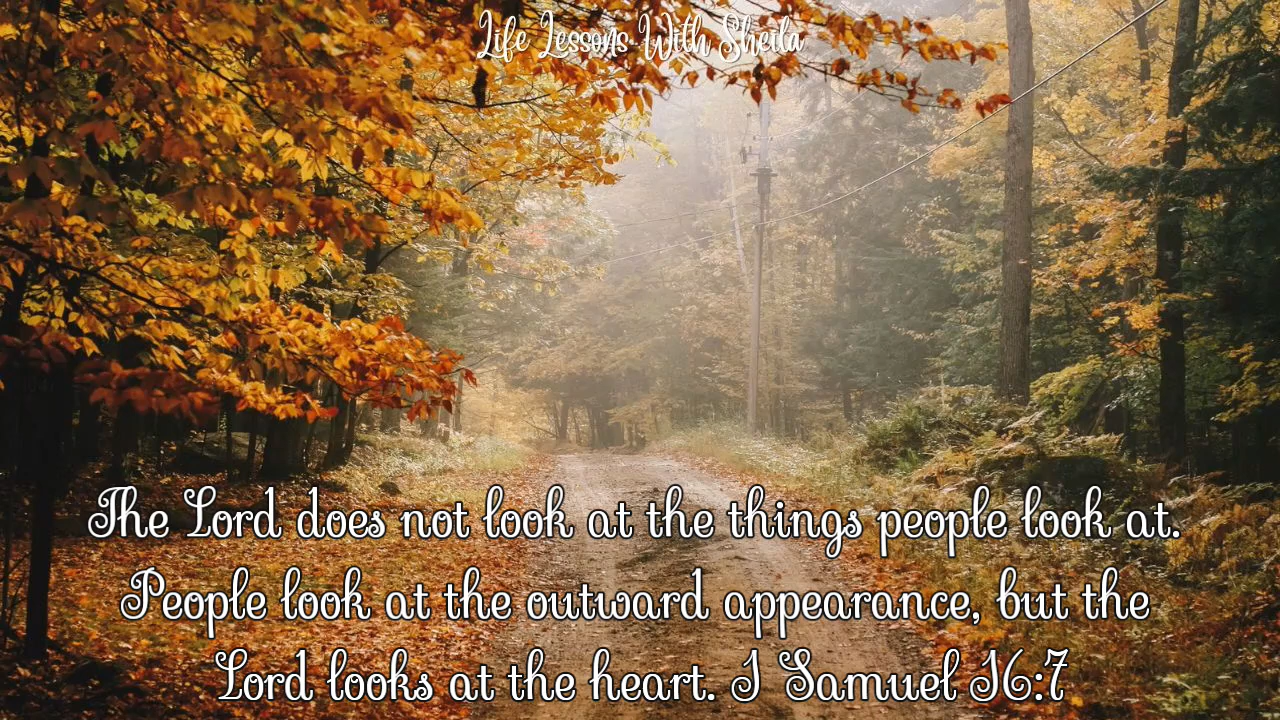 Life Lessons With Sheila
The Lord does not look at the things people look at.
People look at the outward appearance, but the
Lord looks at the heart. 1 Samuel 16:7